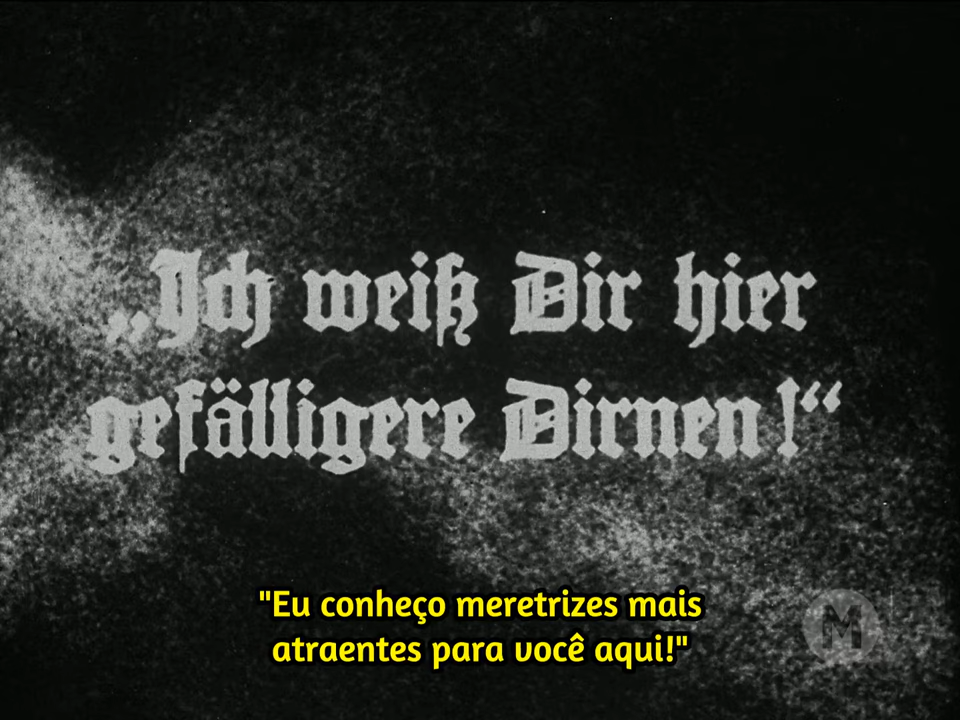 „Ich weiß Dir hier
gefälligere Dirnen!“
"Eu conheço meretrizes mais
atraentes para você aqui!"
M